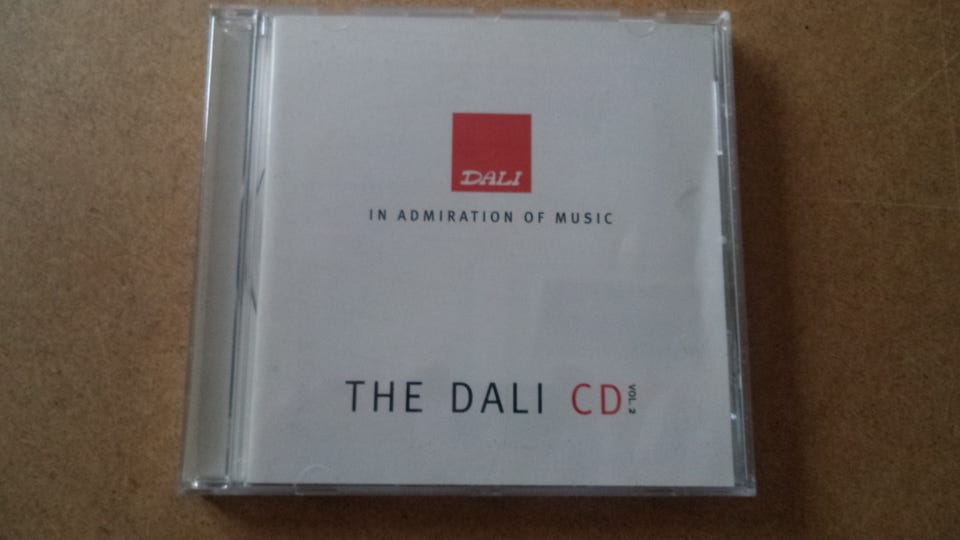 DALI
IN ADMIRATION OF MUSIC
THE DALI CD VOL. 2